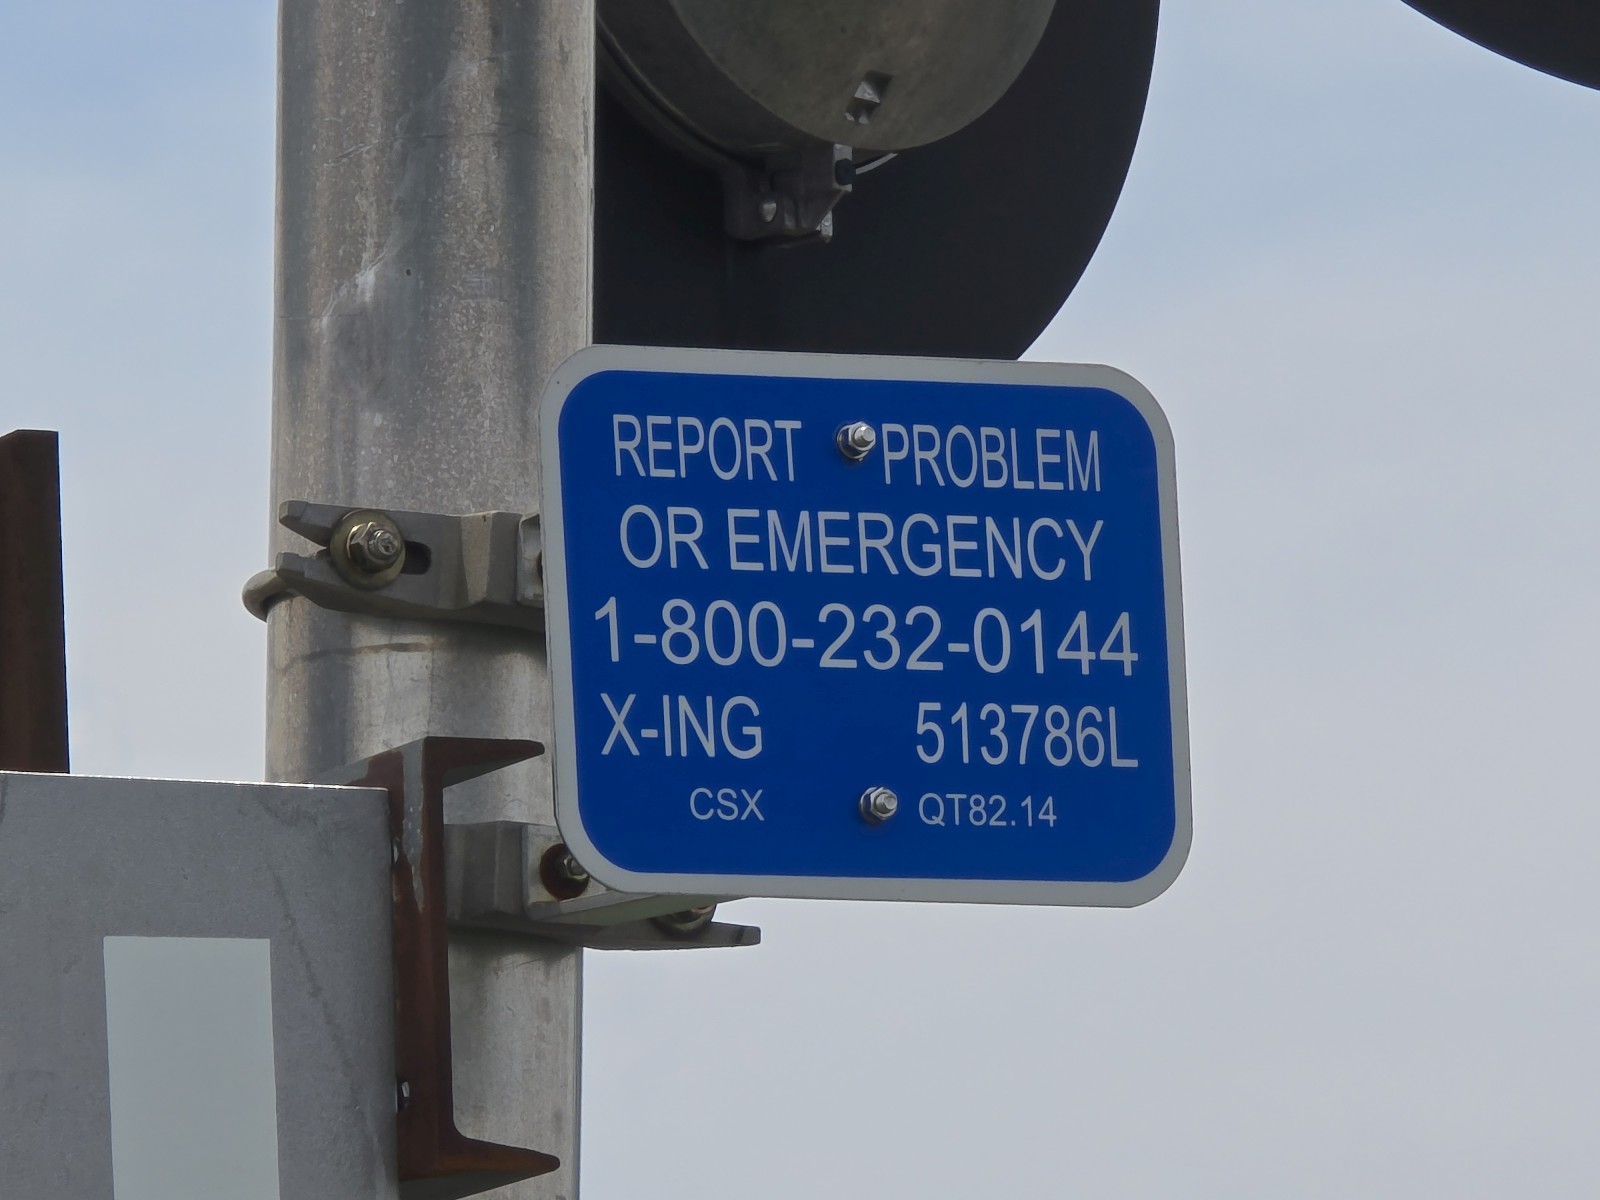 REPORT PROBLEM
OR EMERGENCY
1-800-232-0144
X-ING 513786L
CSX QT82.14